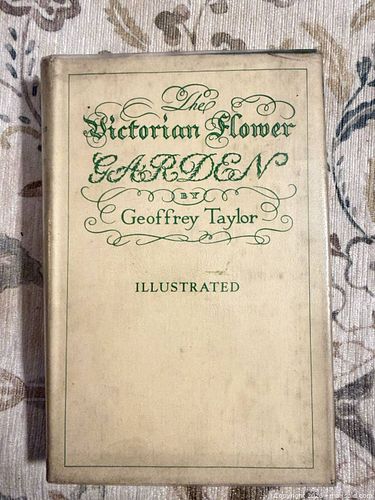 The
Victorian Flower
GARDEN
BY
Geoffrey Taylor
ILLUSTRATED